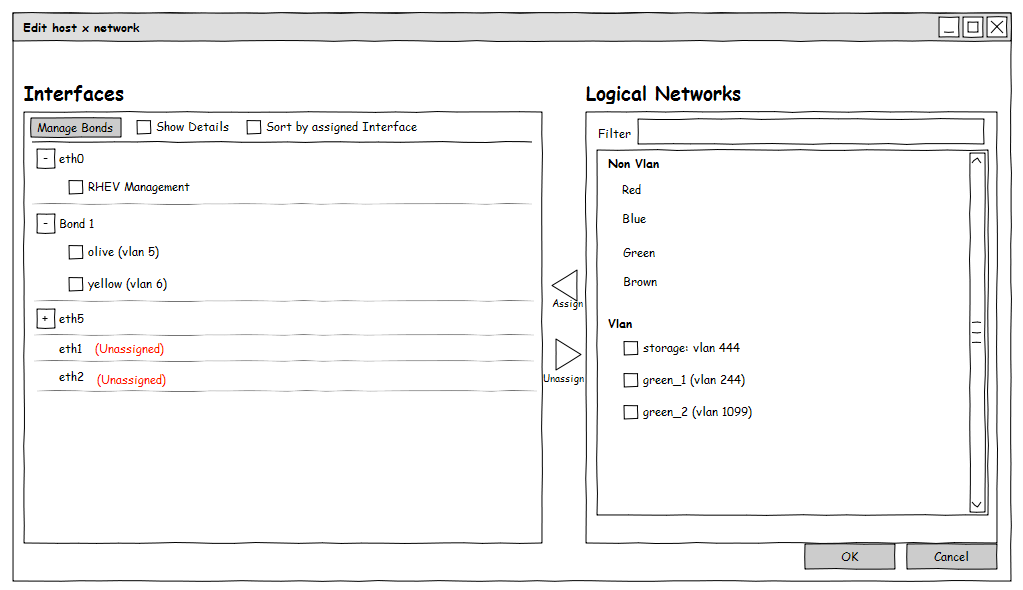 Edit host x network
Interfaces
Manage Bonds Show Details Sort by assigned Interface
- eth0
RHEV Management
- Bond 1
olive (vlan 5)
yellow (vlan 6)
+ eth5
eth1 (Unassigned)
eth2 (Unassigned)
Assign
Unassign
Logical Networks
Filter
Non Vlan
Red
Blue
Green
Brown
Vlan
storage: vlan 444
green_1 (vlan 244)
green_2 (vlan 1099)
OK Cancel